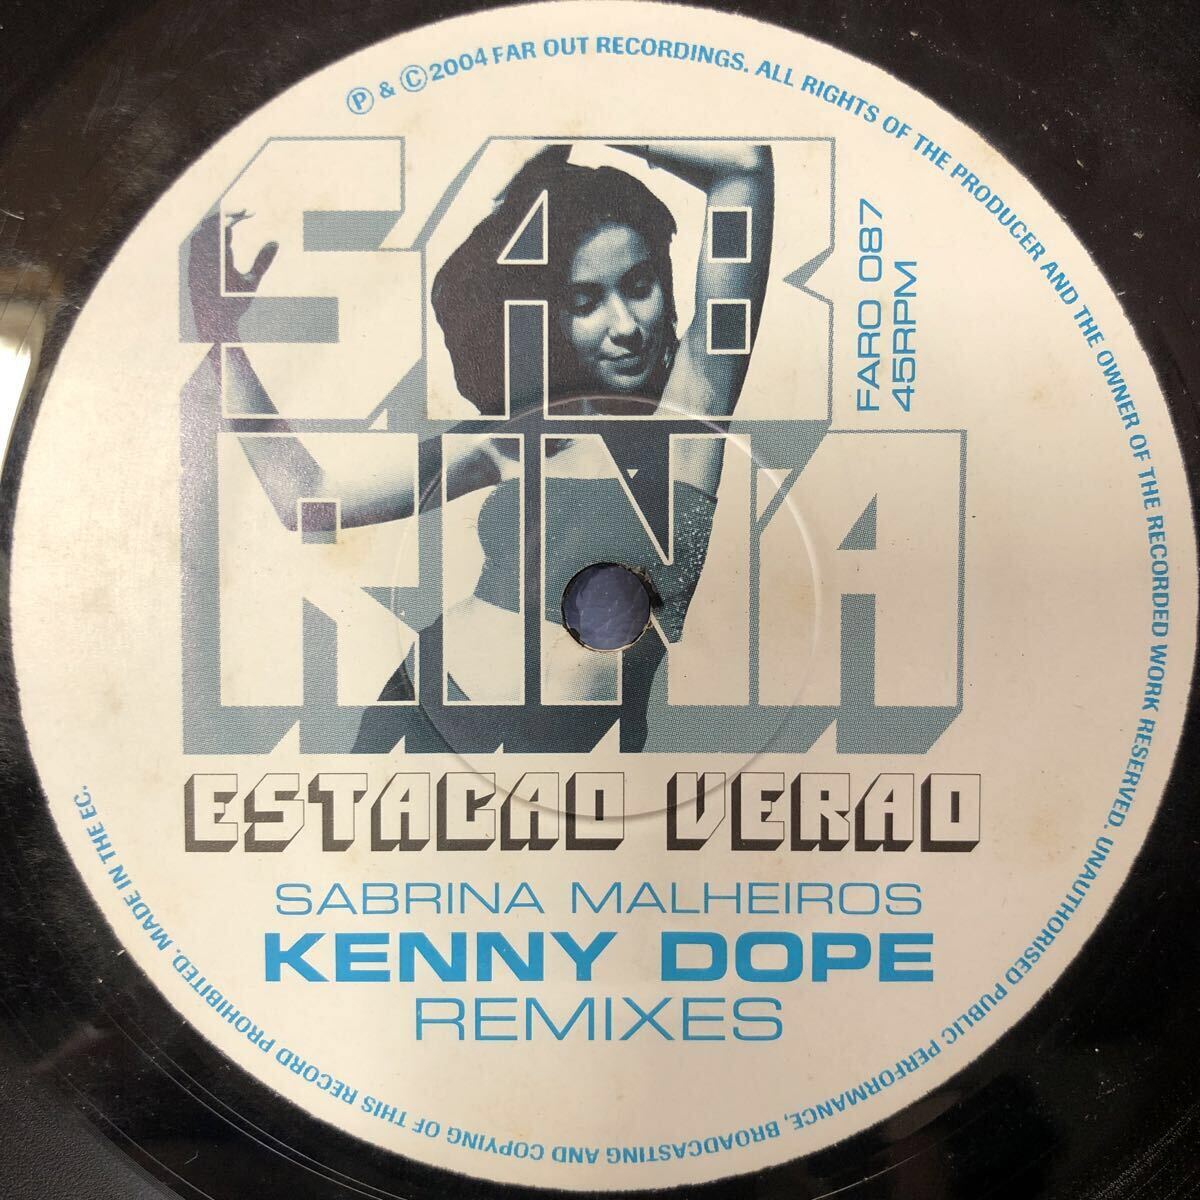 ℗ & © 2004 FAR OUT RECORDINGS. ALL RIGHTS OF THE PRODUCER AND THE OWNER OF THE RECORDED WORK RESERVED. UNAUTHORISED PUBLIC PERFORMANCE, BROADCASTING AND COPYING OF THIS RECORD PROHIBITED. MADE IN THE EC.
SAB
RINA
FARO 087
45RPM
ESTACAO VERAO
SABRINA MALHEIROS
KENNY DOPE
REMIXES